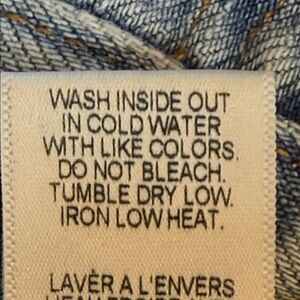 WASH INSIDE OUT
IN COLD WATER
WITH LIKE COLORS.
DO NOT BLEACH.
TUMBLE DRY LOW.
IRON LOW HEAT.
LAVÈR A L'ENVERS